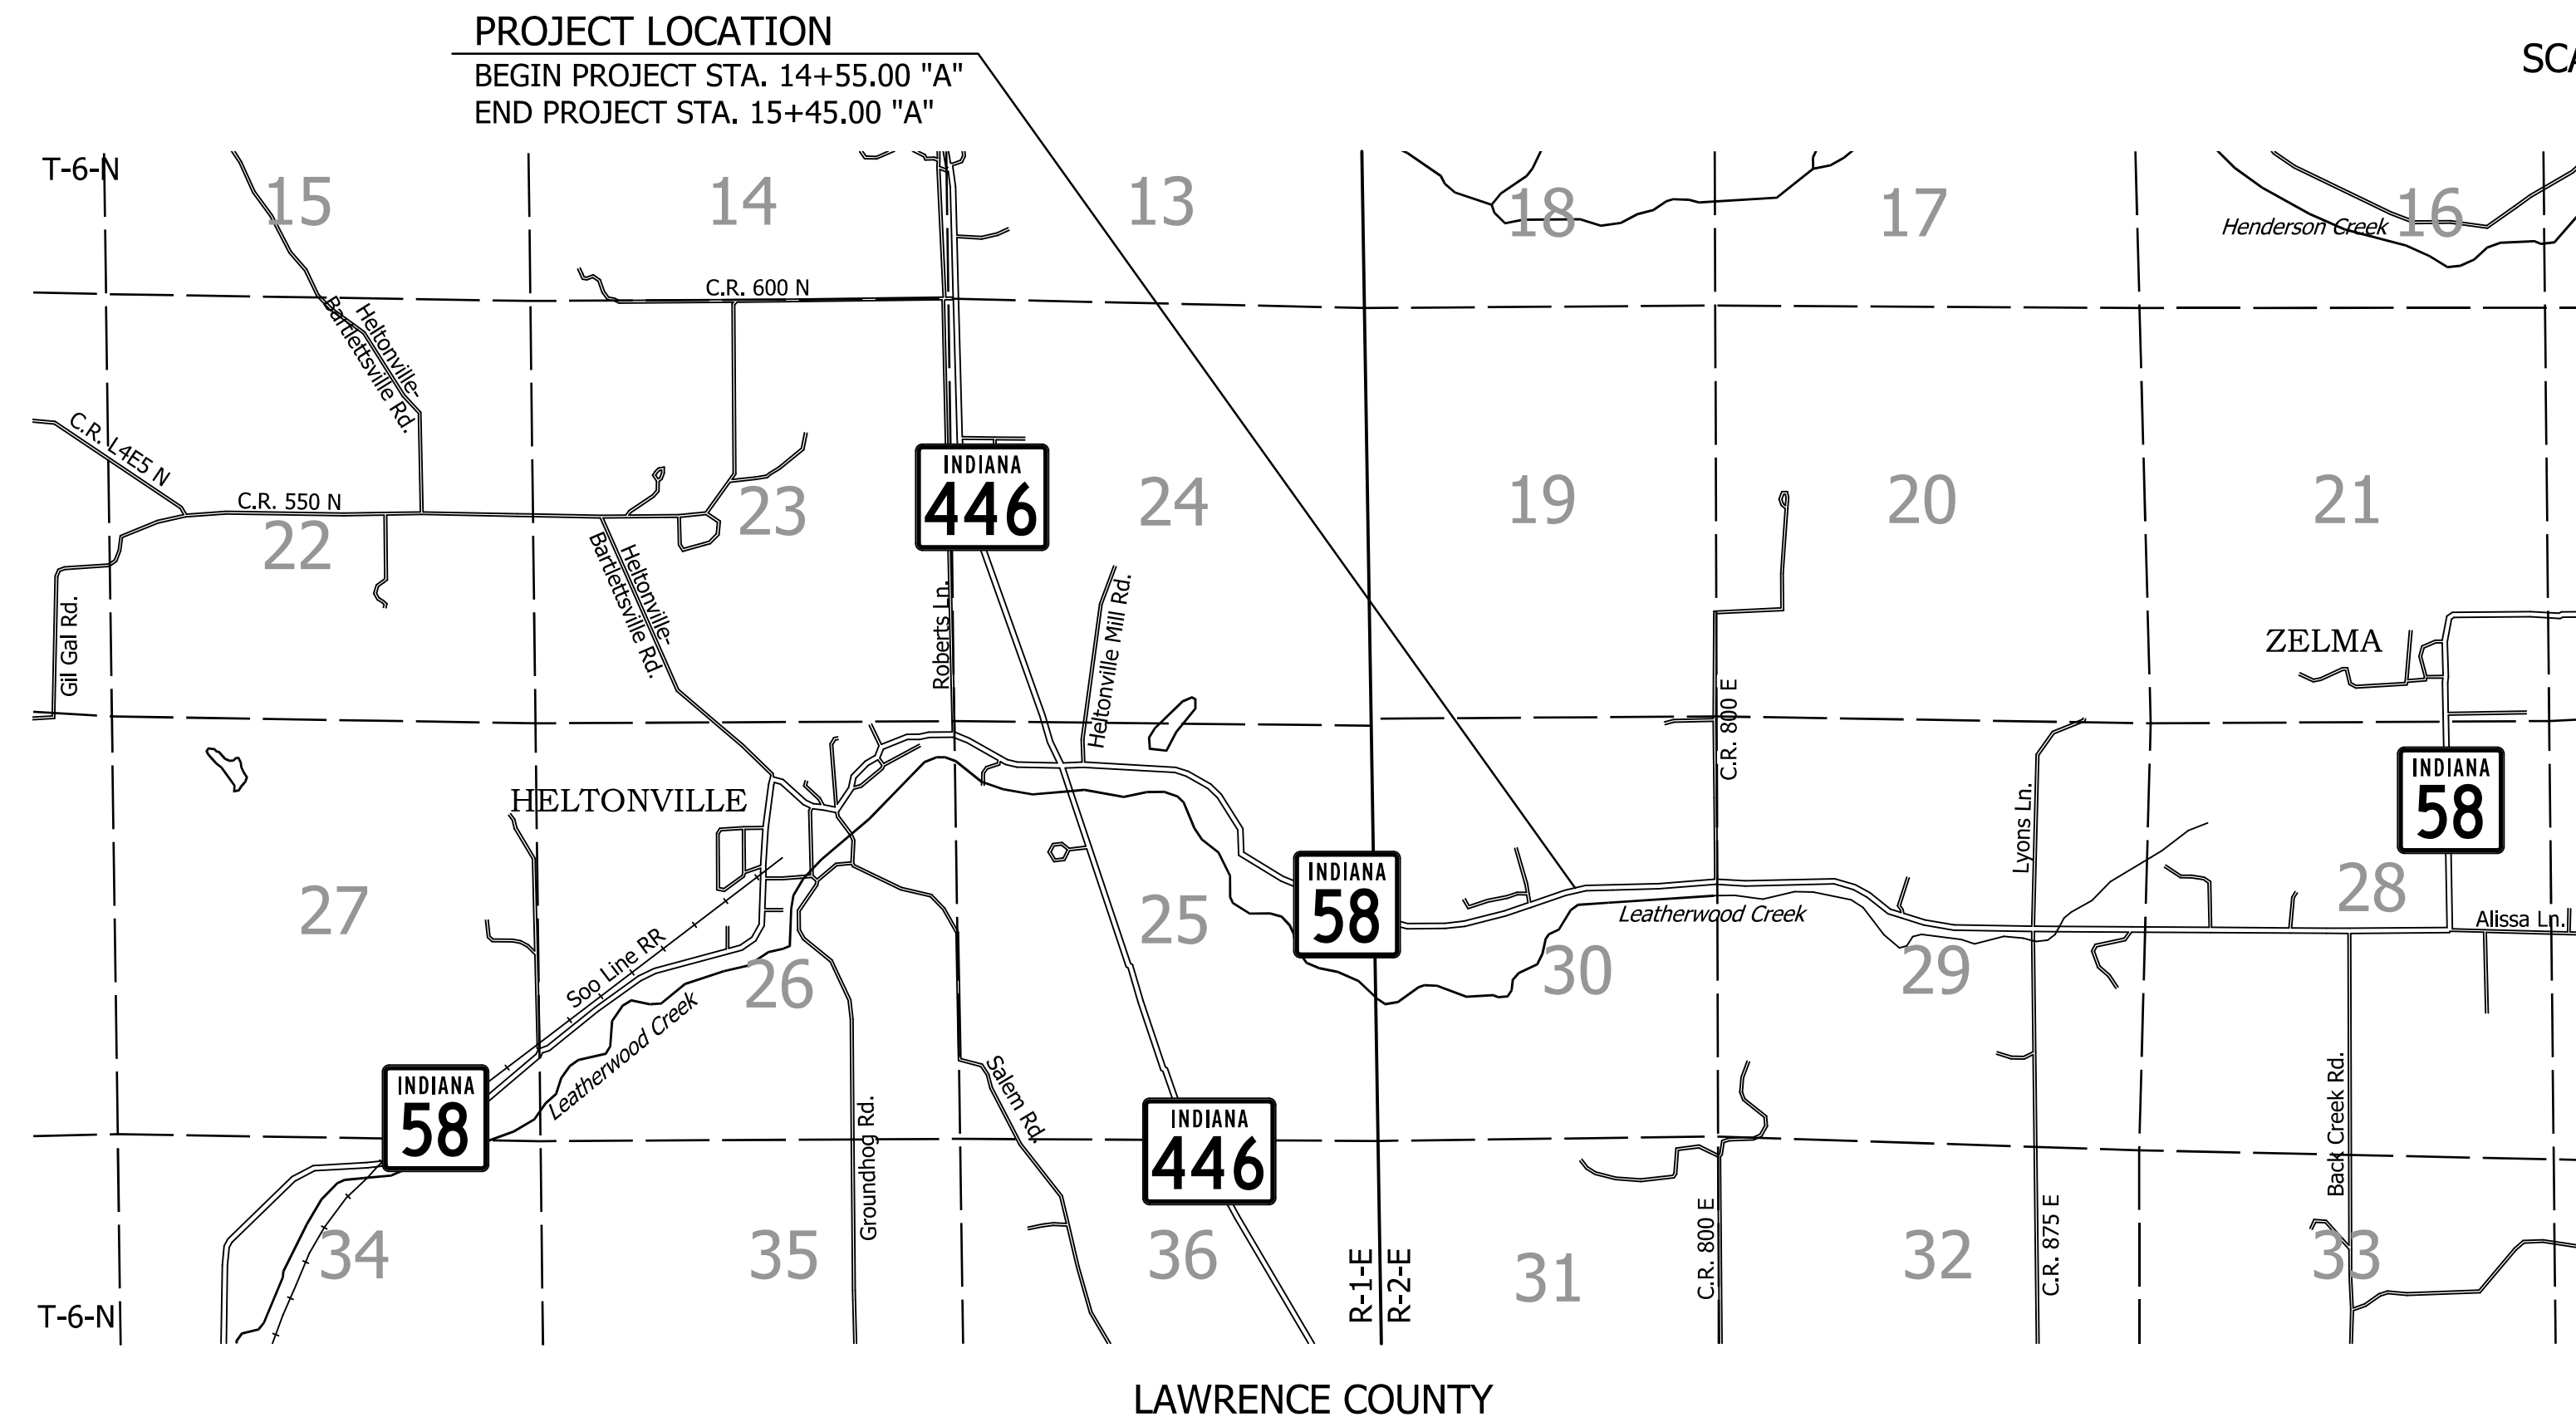 PROJECT LOCATION
BEGIN PROJECT STA. 14+55.00 "A"
END PROJECT STA. 15+45.00 "A"
T-6-N
15
14
13
18
17
16
Henderson Creek
C.R. 600 N
Heltonville-
Bartlettsville Rd.
C.R. L4E5 N
C.R. 550 N
22
23
INDIANA
446
24
19
20
21
Heltonville-
Bartlettsville Rd.
Gil Gal Rd.
Roberts Ln.
Heltonville Mill Rd.
ZELMA
C.R. 800 E
HELTONVILLE
Lyons Ln.
INDIANA
58
27
25
INDIANA
58
Leatherwood Creek
28
Alissa Ln.
Soo Line RR
26
30
29
Leatherwood Creek
INDIANA
58
Salem Rd.
Groundhog Rd.
INDIANA
446
Back Creek Rd.
34
35
36
R-1-E
R-2-E
31
C.R. 800 E
32
C.R. 875 E
33
T-6-N
LAWRENCE COUNTY